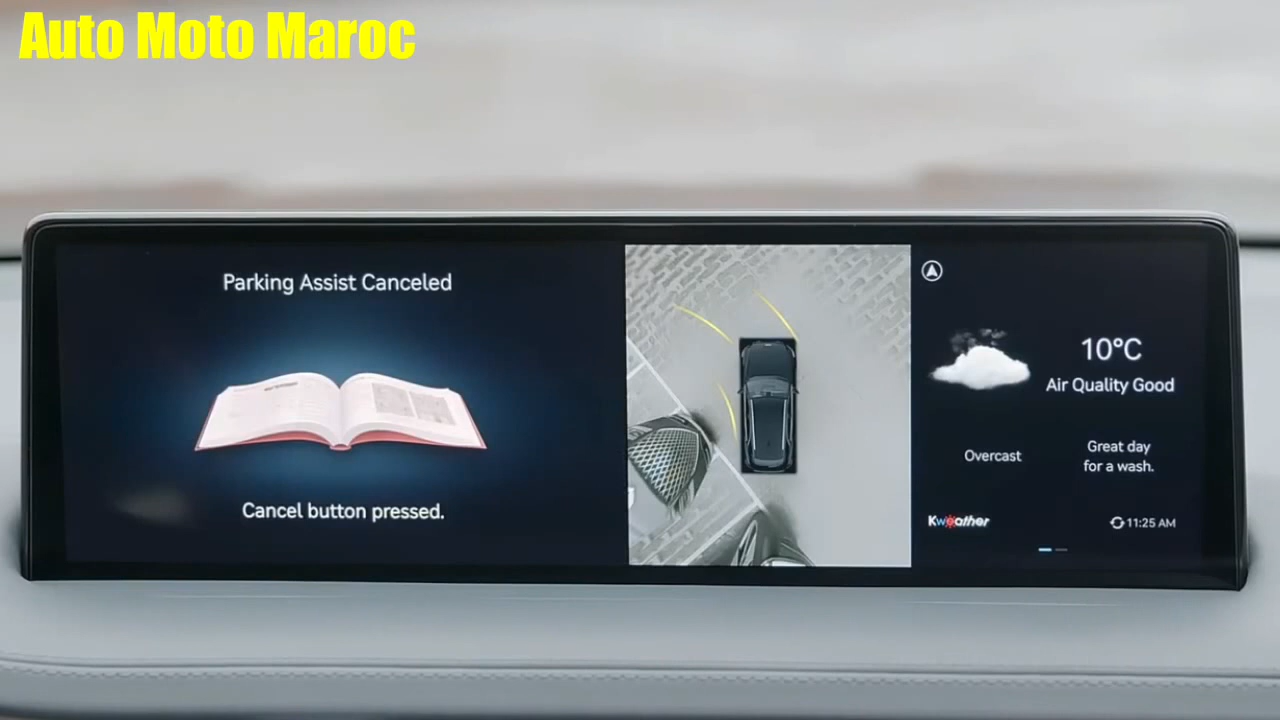 Auto Moto Maroc
Parking Assist Canceled
Cancel button pressed.
10°C
Air Quality Good
Overcast
Great day
for a wash.
Kweather
11:25 AM